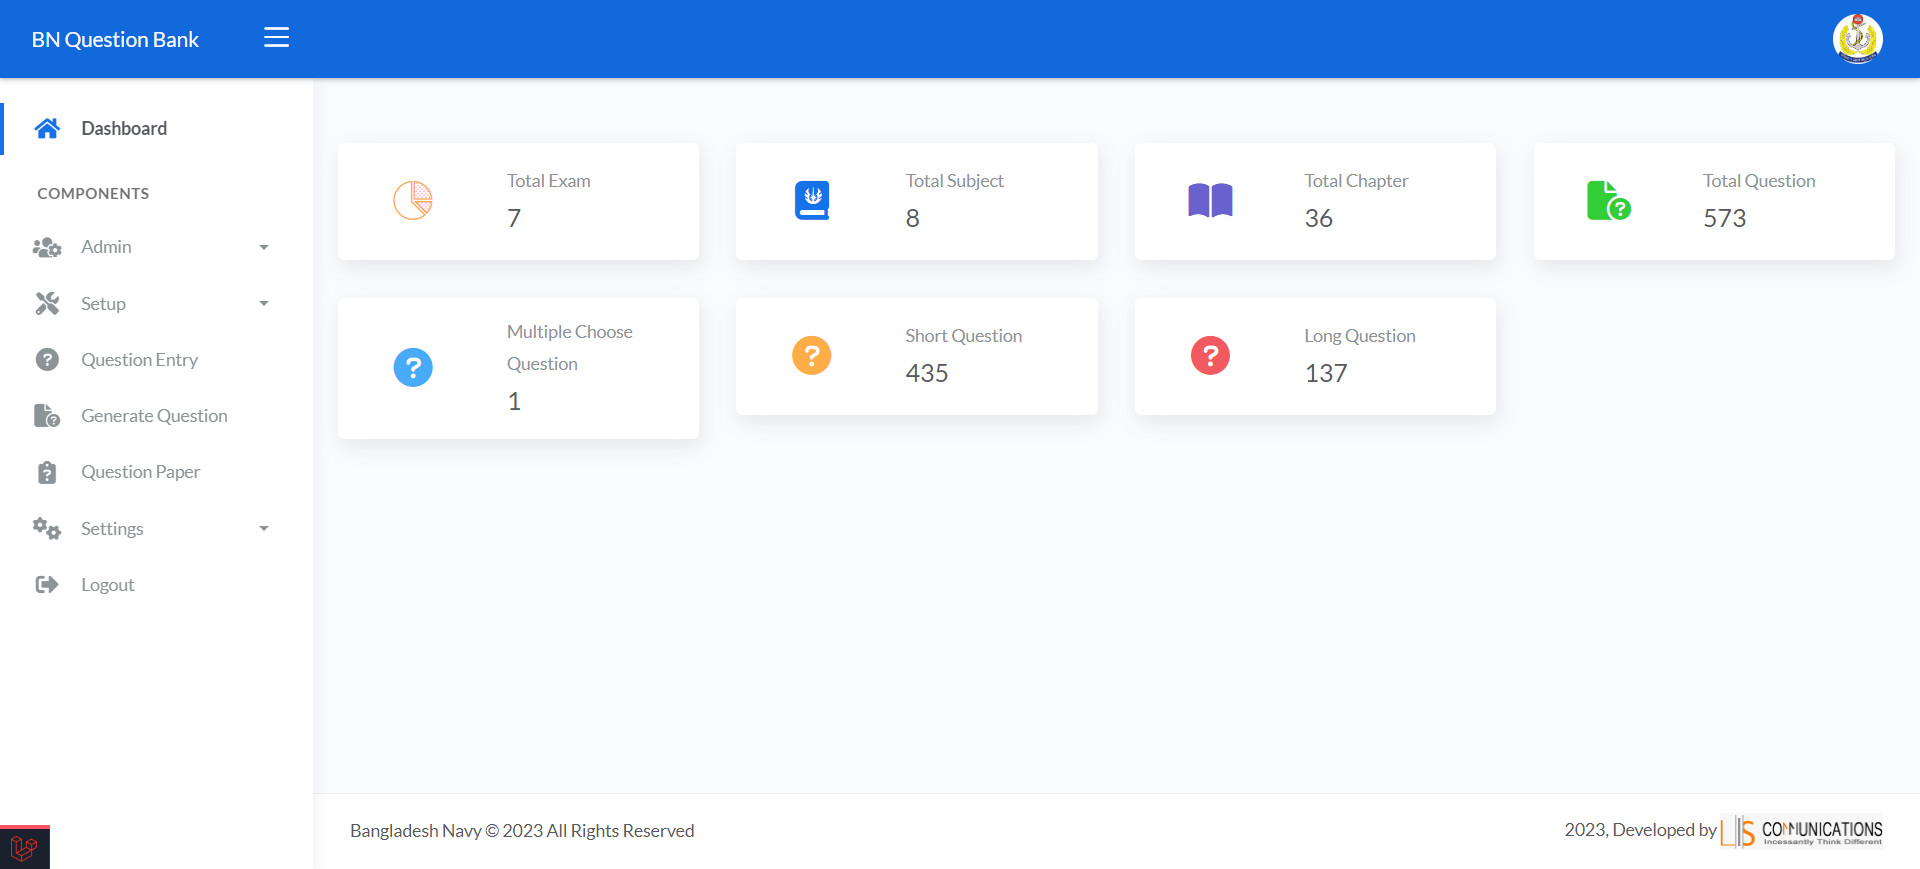 BN Question Bank
Dashboard
COMPONENTS
Admin
Setup
Question Entry
Generate Question
Question Paper
Settings
Logout
Total Exam
7
Total Subject
8
Total Chapter
36
Total Question
573
Multiple Choose
Question
1
Short Question
435
Long Question
137
Bangladesh Navy © 2023 All Rights Reserved
2023, Developed by
COMMUNICATIONS
Incessantly Think Different